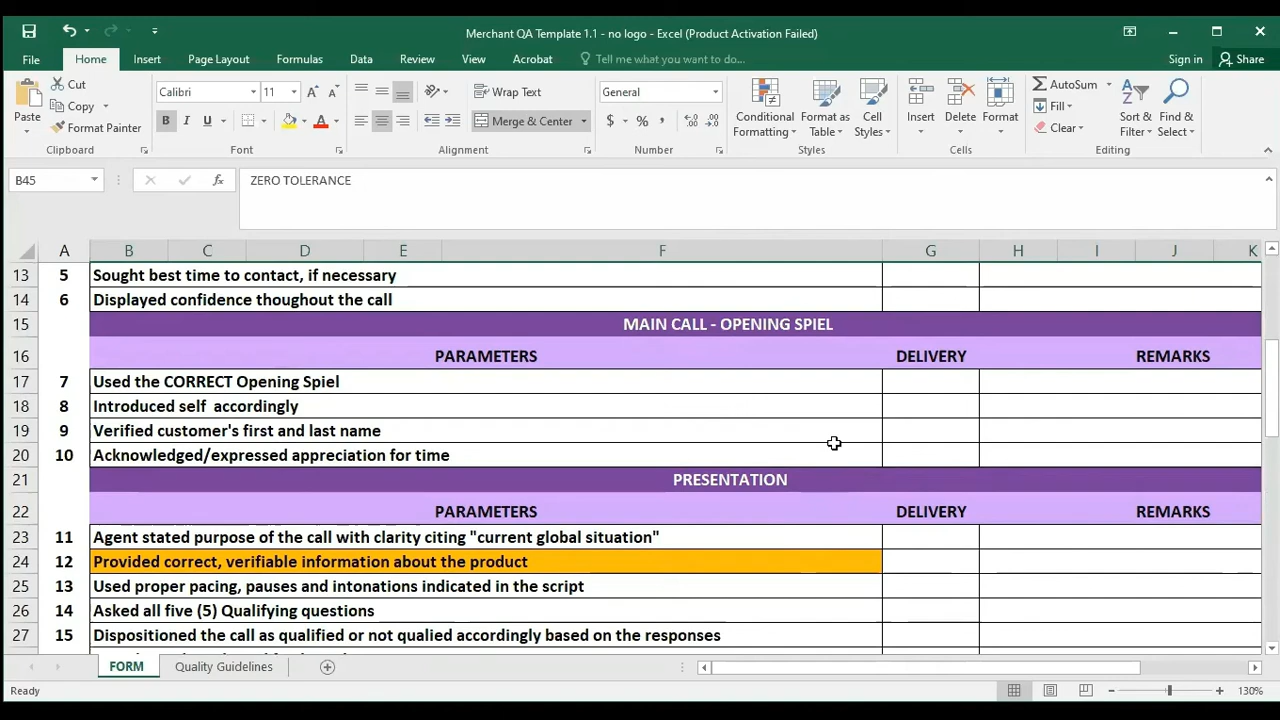 Merchant QA Template 1.1 - no logo - Excel (Product Activation Failed)
File Home Insert Page Layout Formulas Data Review View Acrobat Tell me what you want to do... Sign in Share
Paste Cut Copy Format Painter
Calibri 11 B I U
Wrap Text Merge & Center
General $ % ,
Conditional Formatting Format as Table Cell Styles
Insert Delete Format
AutoSum Fill Clear Sort & Filter Find & Select
Clipboard Font Alignment Number Styles Cells Editing
B45 fx ZERO TOLERANCE
A B C D E F G H I J K
13 5 Sought best time to contact, if necessary
14 6 Displayed confidence thoughout the call
15 MAIN CALL - OPENING SPIEL
16 PARAMETERS DELIVERY REMARKS
17 7 Used the CORRECT Opening Spiel
18 8 Introduced self accordingly
19 9 Verified customer's first and last name
20 10 Acknowledged/expressed appreciation for time
21 PRESENTATION
22 PARAMETERS DELIVERY REMARKS
23 11 Agent stated purpose of the call with clarity citing "current global situation"
24 12 Provided correct, verifiable information about the product
25 13 Used proper pacing, pauses and intonations indicated in the script
26 14 Asked all five (5) Qualifying questions
27 15 Dispositioned the call as qualified or not qualied accordingly based on the responses
FORM Quality Guidelines
Ready 130%